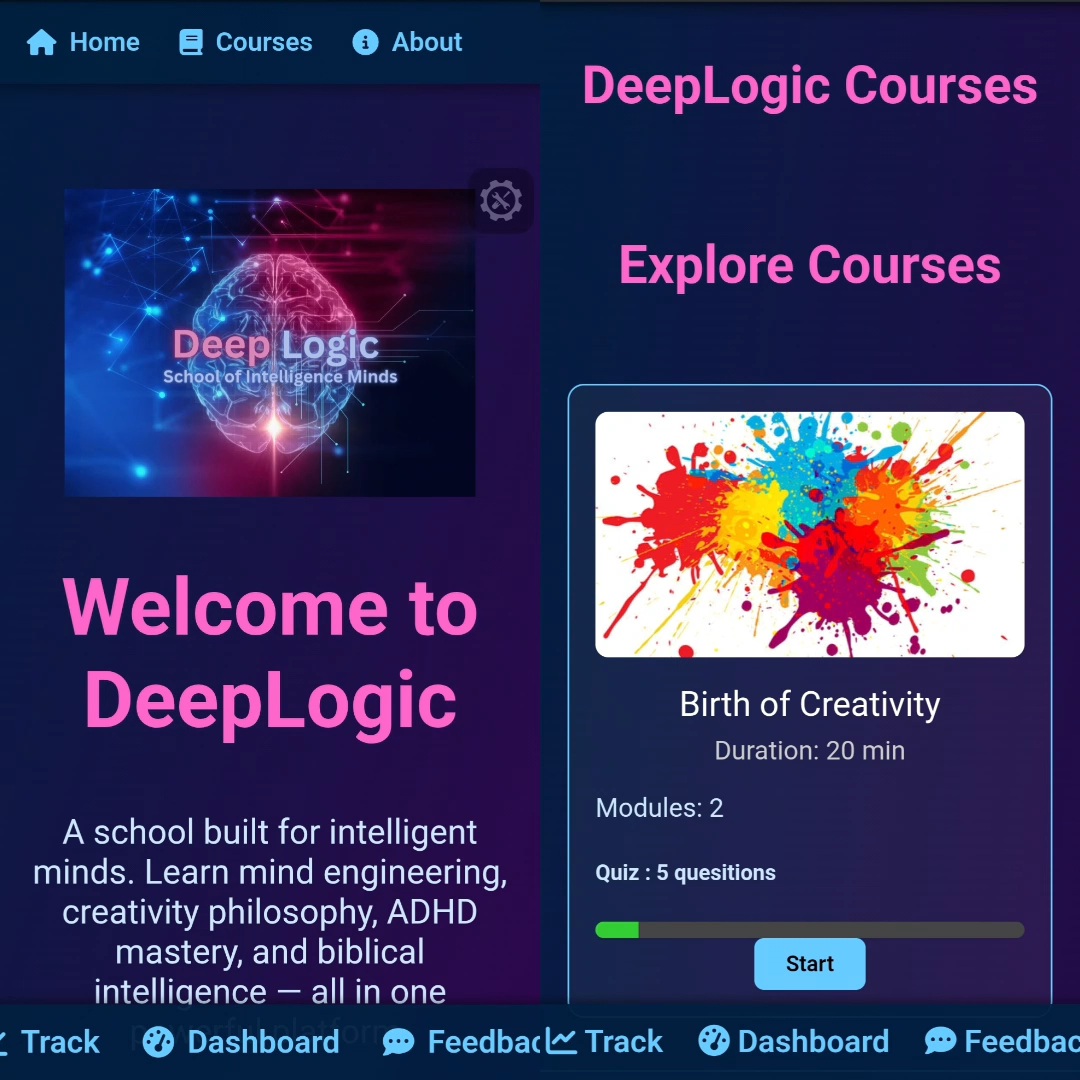 Home Courses About
Deep Logic
School of Intelligence Minds
Welcome to
DeepLogic
A school built for intelligent
minds. Learn mind engineering,
creativity philosophy, ADHD
mastery, and biblical
intelligence — all in one
powerful platform.
Track Dashboard Feedbac
DeepLogic Courses
Explore Courses
Birth of Creativity
Duration: 20 min
Modules: 2
Quiz : 5 quesitions
Start
Track Dashboard Feedbac